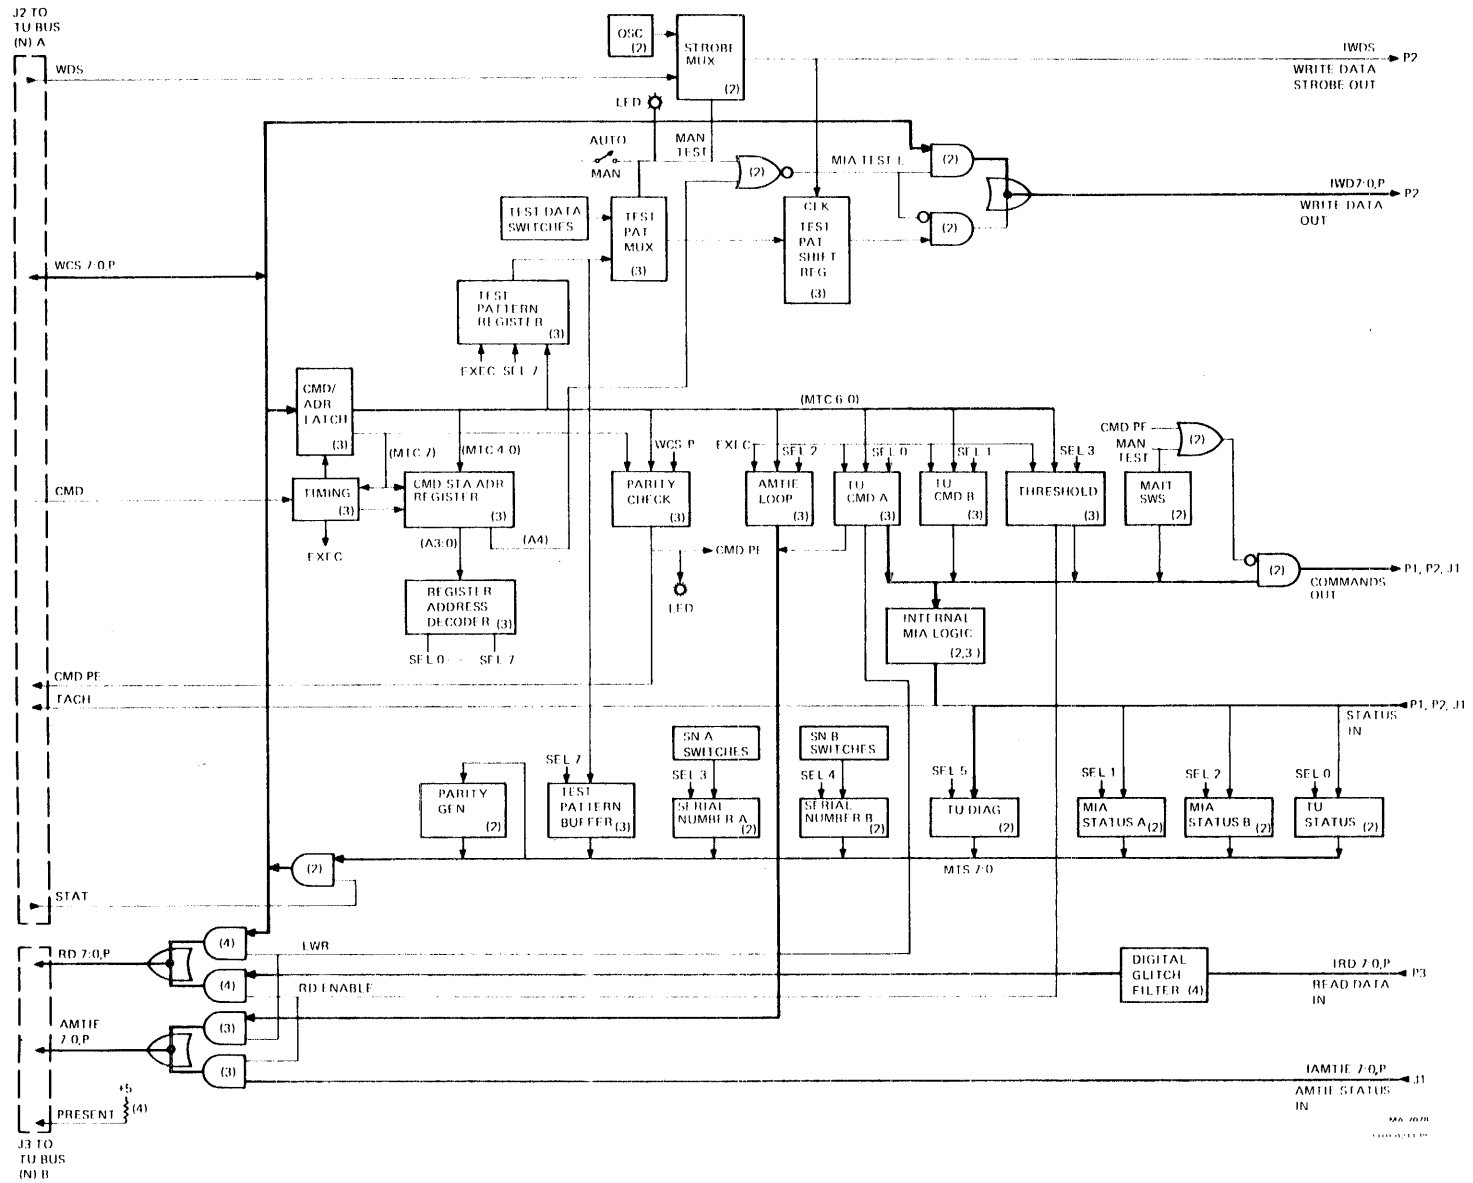 J2 TO
TU BUS
(N) A
WDS
OSC
(2)
STROBE
MUX
(2)
IWDS
P2
WRITE DATA
STROBE OUT
LED
AUTO
MAN
MAN
TEST
(2)
MIA TEST L
(2)
(2)
IWD7:0,P
P2
WRITE DATA
OUT
TEST DATA
SWITCHES
TEST
PAT
MUX
(3)
CLK
TEST
PAT
SHIFT
REG
(3)
WCS 7:0,P
TEST
PATTERN
REGISTER
(3)
EXEC SEL 7
CMD/
ADR
LATCH
(3)
(MTC 6:0)
(MTC 7)
(MTC 4:0)
WCS P
EXEC
SEL 2
SEL 0
SEL 1
SEL 3
CMD PE
MAN
TEST
(2)
CMD
TIMING
(3)
EXEC
CMD STA ADR
REGISTER
(3)
PARITY
CHECK
(3)
AMTIE
LOOP
(3)
TU
CMD A
(3)
TU
CMD B
(3)
THRESHOLD
(3)
MAIT
SWS
(2)
(A3:0)
(A4)
CMD PE
LED
(2)
P1, P2, J1
COMMANDS
OUT
REGISTER
ADDRESS
DECODER
(3)
SEL 0
SEL 7
INTERNAL
MIA LOGIC
(2,3)
CMD PE
TACH
P1, P2, J1
STATUS
IN
SN A
SWITCHES
SN B
SWITCHES
SEL 7
SEL 3
SEL 4
SEL 5
SEL 1
SEL 2
SEL 0
PARITY
GEN
(2)
TEST
PATTERN
BUFFER
(3)
SERIAL
NUMBER A
(2)
SERIAL
NUMBER B
(2)
TU DIAG
(2)
MIA
STATUS A
(2)
MIA
STATUS B
(2)
TU
STATUS
(2)
(2)
MTS 7:0
STAT
(4)
LWR
RD 7:0,P
(4)
RD ENABLE
DIGITAL
GLITCH
FILTER (4)
IRD 7:0,P
P3
READ DATA
IN
AMTIE
7:0,P
(3)
(3)
IAMTIE 7:0,P
J1
AMTIE STATUS
IN
+5
(4)
PRESENT
J3 TO
TU BUS
(N) B